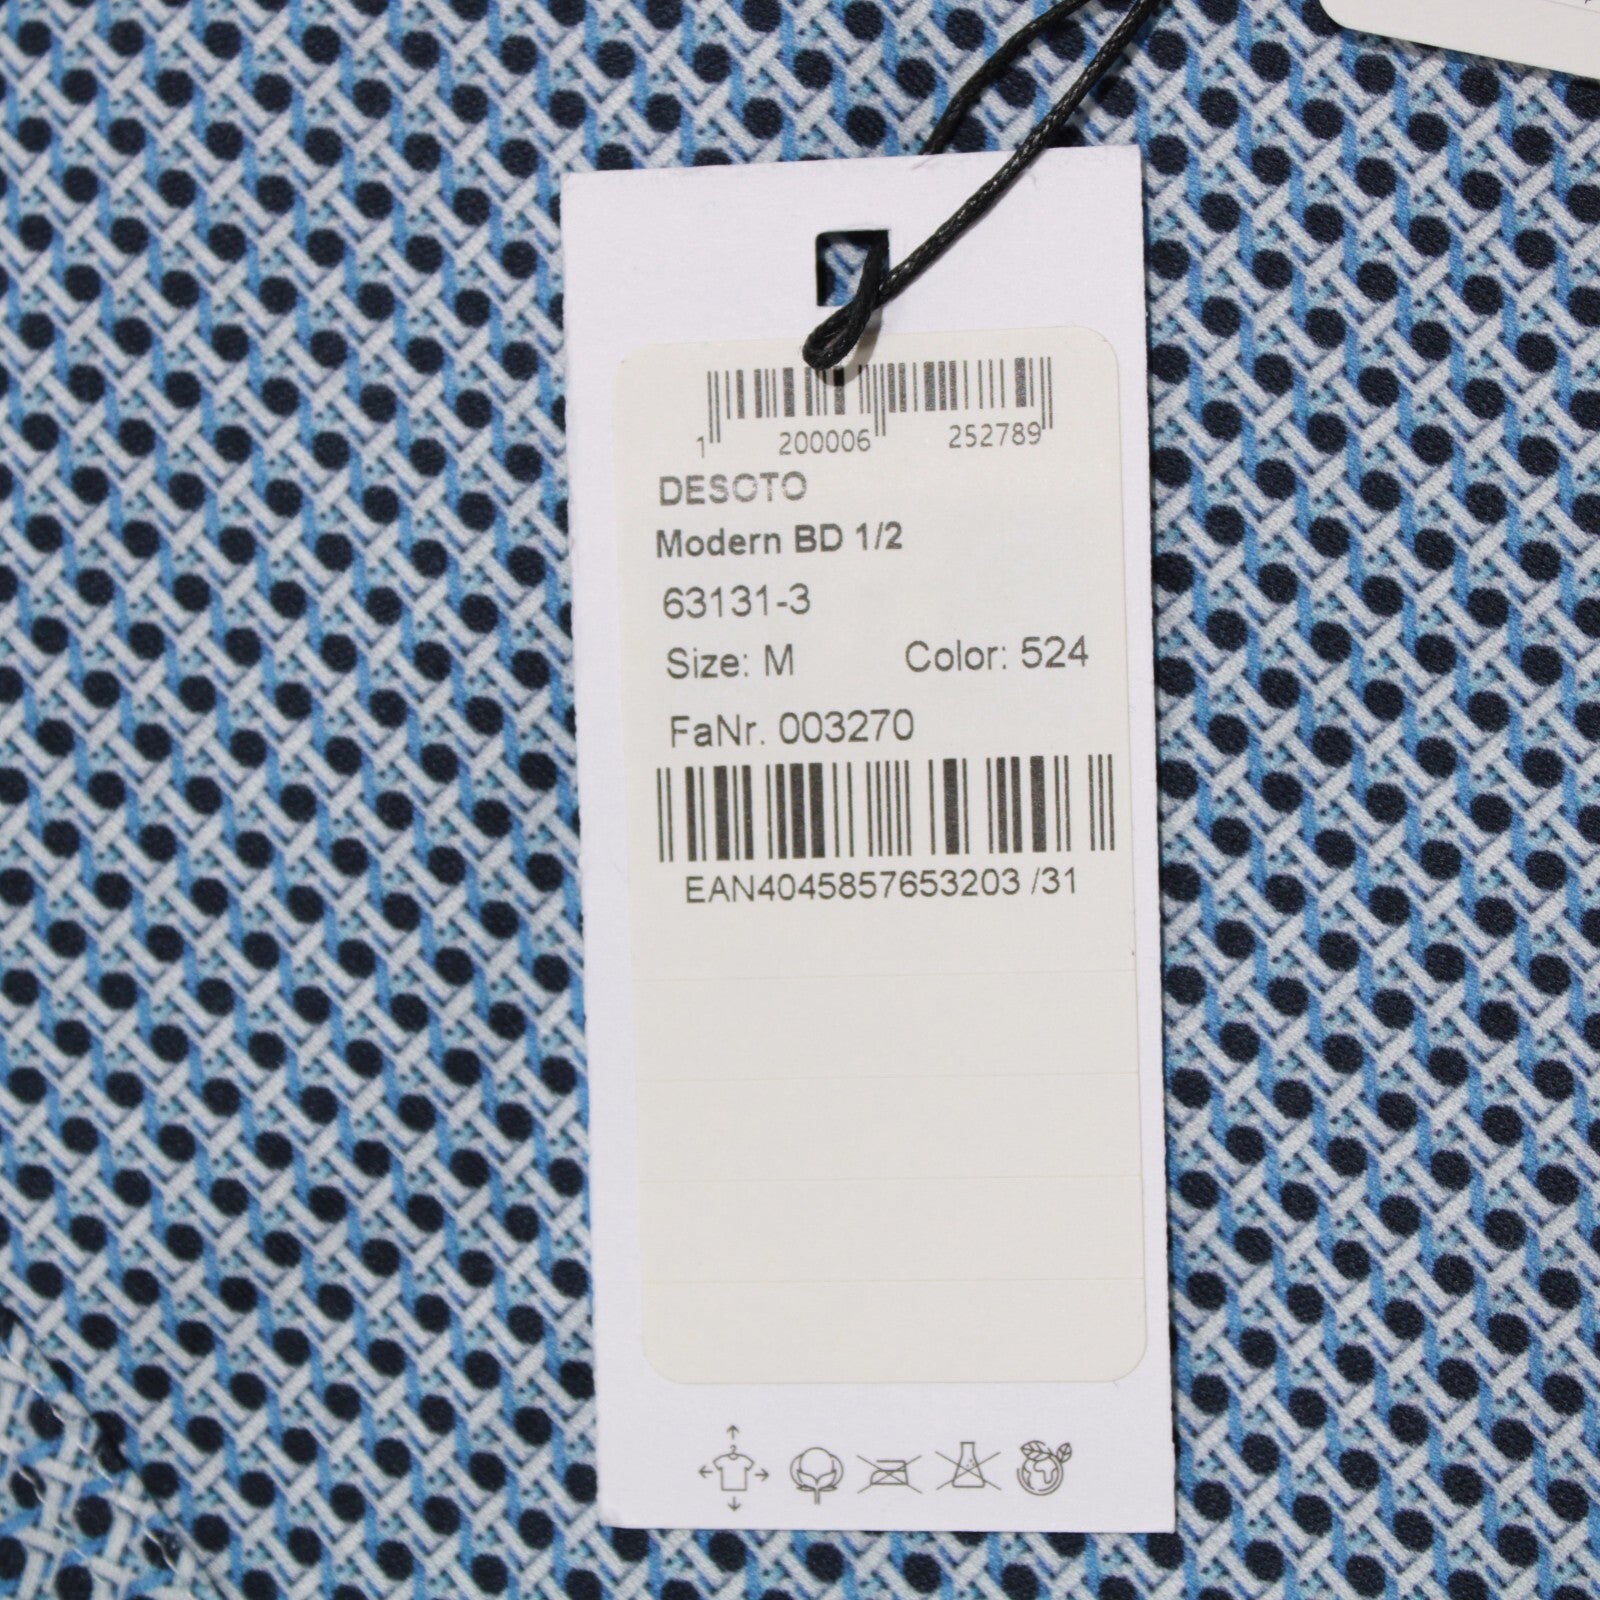 1 200006 252789
DESOTO
Modern BD 1/2
63131-3
Size: M Color: 524
FaNr. 003270
EAN4045857653203 /31